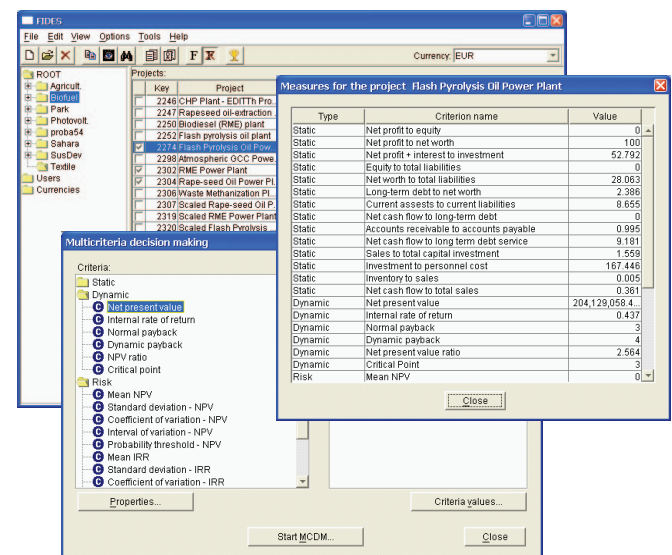 FIDES
File Edit View Options Tools Help
F F Currency: EUR
ROOT
Agricult.
Biofuel
Park
Photovolt.
proba54
Sahara
SusDev
Textile
Users
Currencies
Projects:
Key Project
2246 CHP Plant - EDITTh Pro...
2247 Rapeseed oil-extraction
2250 Biodiesel (RME) plant
2252 Flash pyrolysis oil plant
2274 Flash Pyrolysis Oil Pow...
2298 Atmospheric GCC Powe...
2302 RME Power Plant
2304 Rape-seed Oil Power Pl...
2306 Waste Methanization Pl...
2307 Scaled Rape-seed Oil P...
2319 Scaled RME Power Plant
2320 Scaled Flash Pyrolysis
Measures for the project Flash Pyrolysis Oil Power Plant
Type Criterion name Value
Static Net profit to equity 0
Static Net profit to net worth 100
Static Net profit + interest to investment 52.792
Static Equity to total liabilities 0
Static Net worth to total liabilities 28.063
Static Long-term debt to net worth 2.386
Static Current assests to current liabilities 8.655
Static Net cash flow to long-term debt 0
Static Accounts receivable to accounts payable 0.995
Static Net cash flow to long term debt service 9.181
Static Sales to total capital investment 1.559
Static Investment to personnel cost 167.446
Static Inventory to sales 0.005
Static Net cash flow to total sales 0.361
Dynamic Net present value 204,129,058.4...
Dynamic Internal rate of return 0.437
Dynamic Normal payback 3
Dynamic Dynamic payback 4
Dynamic Net present value ratio 2.564
Dynamic Critical Point 3
Risk Mean NPV 0
Close
Multicriteria decision making
Criteria:
Static
Dynamic
C Net present value
C Internal rate of return
C Normal payback
C Dynamic payback
C NPV ratio
C Critical point
Risk
C Mean NPV
C Standard deviation - NPV
C Coefficient of variation - NPV
C Interval of variation - NPV
C Probability threshold - NPV
C Mean IRR
C Standard deviation - IRR
C Coefficient of variation - IRR
Properties... Criteria values...
Start MCDM... Close